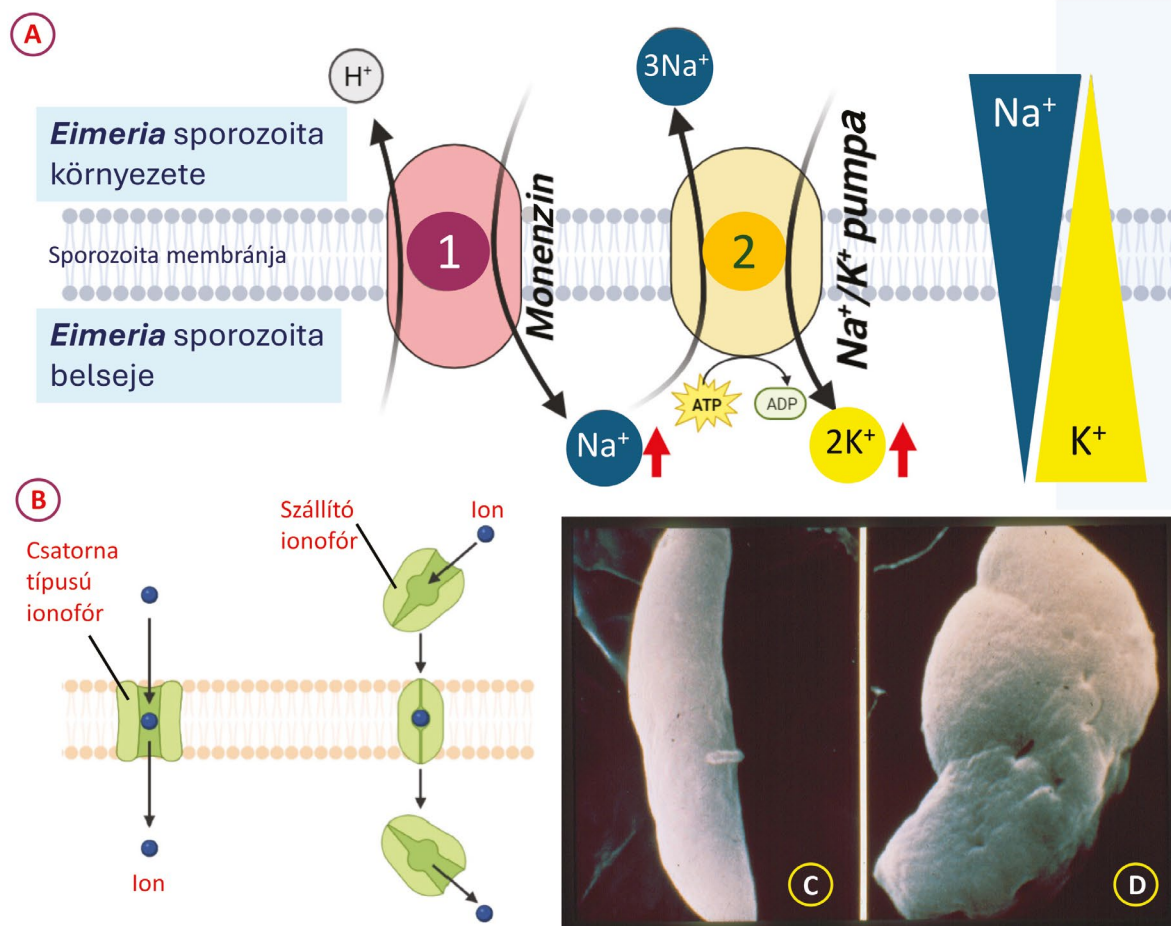 A
H⁺
3Na⁺
Na⁺
Eimeria sporozoita
környezete
Sporozoita membránja
1
Monenzin
2
Na⁺/K⁺ pumpa
Eimeria sporozoita
belseje
ATP
ADP
Na⁺
2K⁺
K⁺
B
Csatorna
típusú
ionofór
Szállító
ionofór
Ion
Ion
C
D